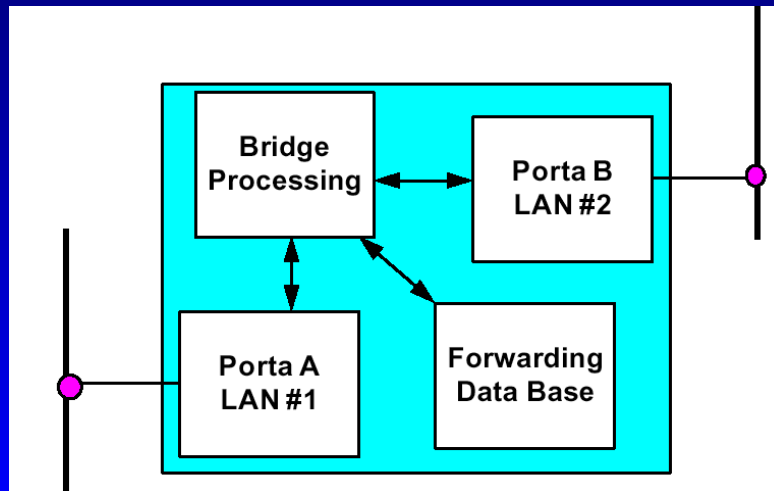 Bridge
Processing
Porta B
LAN #2
Porta A
LAN #1
Forwarding
Data Base